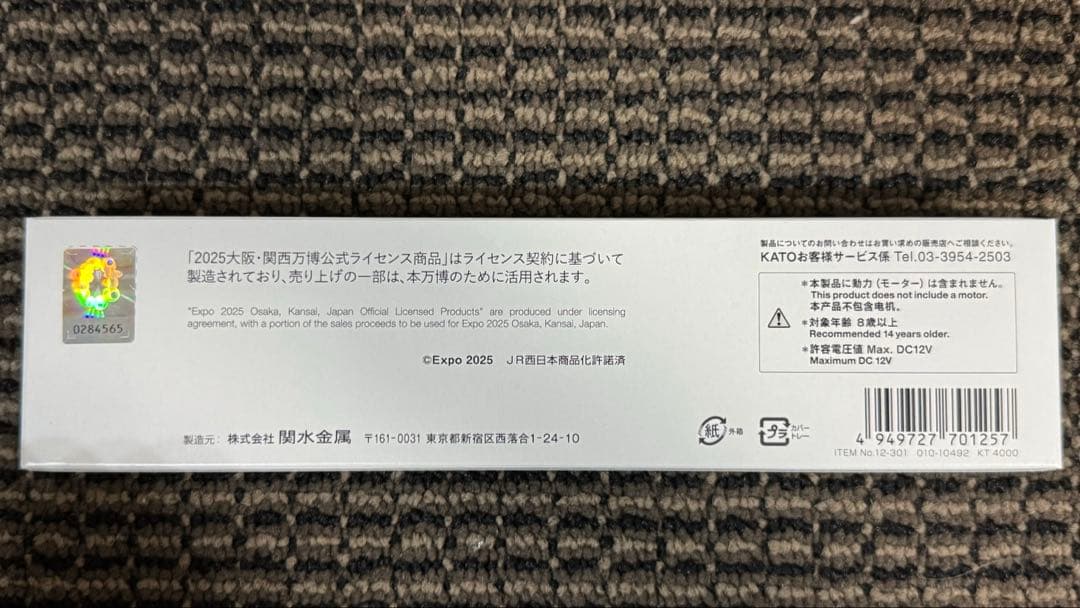 0284565
「2025大阪・関西万博公式ライセンス商品」はライセンス契約に基づいて
製造されており、売り上げの一部は、本万博のために活用されます。
"Expo 2025 Osaka, Kansai, Japan Official Licensed Products" are produced under licensing
agreement, with a portion of the sales proceeds to be used for Expo 2025 Osaka, Kansai, Japan.
©Expo 2025 JR西日本商品化許諾済
製造元: 株式会社 関水金属 〒161-0031 東京都新宿区西落合1-24-10
製品についてのお問い合わせはお買い求めの販売店へご相談ください。
KATOお客様サービス係 Tel.03-3954-2503
*本製品に動力（モーター）は含まれません。
This product does not include a motor.
本产品不包含电机。
*対象年齢 8歳以上
Recommended 14 years older.
*許容電圧値 Max. DC12V
Maximum DC 12V
紙 外箱
プラ カバー
トレー
4 949727 701257
ITEM No.12-301 010-10492 KT 4000